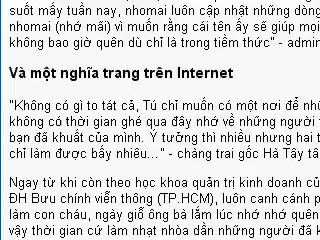 suốt mấy tuần nay, nhomai luôn cập nhật những dòng
nhomai (nhớ mãi) vì muốn rằng cái tên ấy sẽ giúp mọi
không bao giờ quên dù chỉ là trong tiềm thức" - admin
Và một nghĩa trang trên Internet
"Không có gì to tát cả, Tú chỉ muốn có một nơi để nhữ
không có thời gian ghé qua đây nhớ về những người t
bạn đã khuất của mình. Ý tưởng thì nhiều nhưng hai t
chỉ làm được bấy nhiêu..." - chàng trai gốc Hà Tây tâ
Ngay từ khi còn theo học khoa quản trị kinh doanh củ
ĐH Bưu chính viễn thông (TP.HCM), luôn canh cánh p
làm con cháu, ngày giỗ ông bà lắm lúc nhớ nhớ quên
vậy thời gian cứ làm nhạt nhòa dần những người đã k